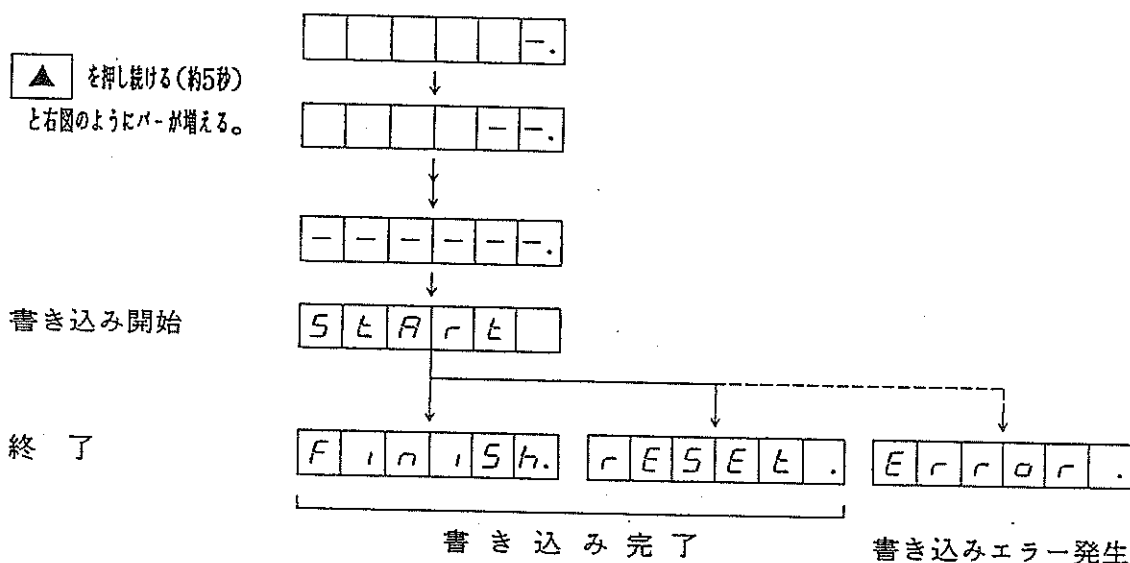 -.
▲ を押し続ける(約5秒)
と右図のようにバーが増える。
--.
------.
書き込み開始
StArt
終 了
FiniSh.
rESEt.
Error.
書き込み完了
書き込みエラー発生